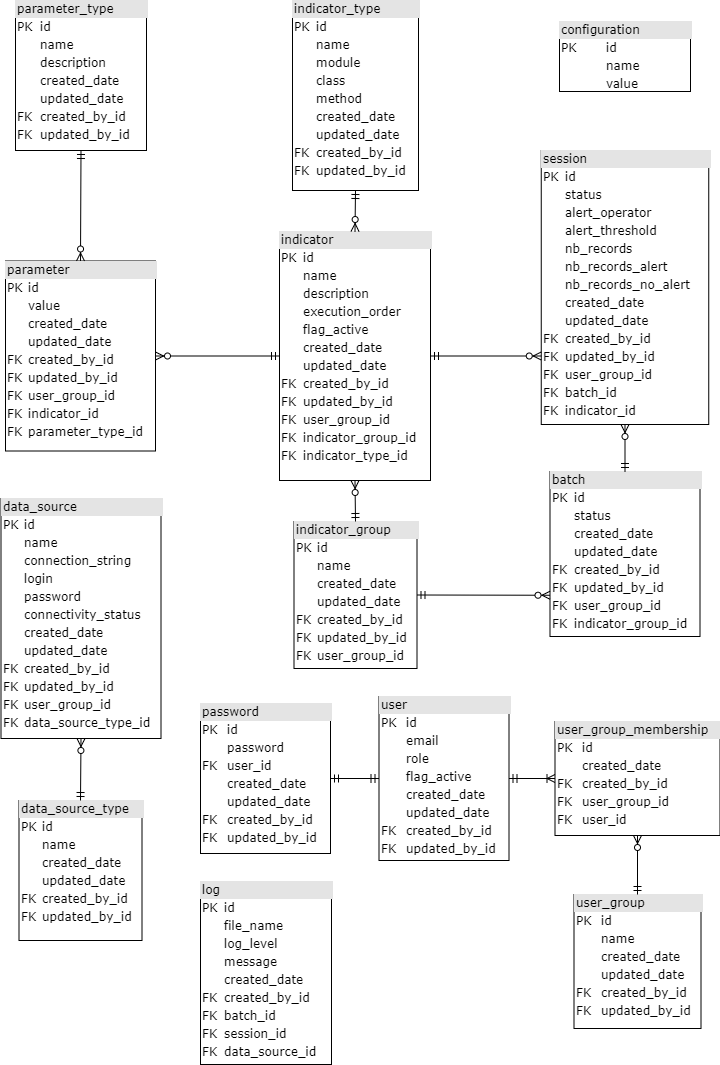 parameter_type
PK id
name
description
created_date
updated_date
FK created_by_id
FK updated_by_id
indicator_type
PK id
name
module
class
method
created_date
updated_date
FK created_by_id
FK updated_by_id
configuration
PK id
name
value
session
PK id
status
alert_operator
alert_threshold
nb_records
nb_records_alert
nb_records_no_alert
created_date
updated_date
FK created_by_id
FK updated_by_id
FK user_group_id
FK batch_id
FK indicator_id
parameter
PK id
value
created_date
updated_date
FK created_by_id
FK updated_by_id
FK user_group_id
FK indicator_id
FK parameter_type_id
indicator
PK id
name
description
execution_order
flag_active
created_date
updated_date
FK created_by_id
FK updated_by_id
FK user_group_id
FK indicator_group_id
FK indicator_type_id
batch
PK id
status
created_date
updated_date
FK created_by_id
FK updated_by_id
FK user_group_id
FK indicator_group_id
data_source
PK id
name
connection_string
login
password
connectivity_status
created_date
updated_date
FK created_by_id
FK updated_by_id
FK user_group_id
FK data_source_type_id
indicator_group
PK id
name
created_date
updated_date
FK created_by_id
FK updated_by_id
FK user_group_id
password
PK id
password
FK user_id
created_date
updated_date
FK created_by_id
FK updated_by_id
user
PK id
email
role
flag_active
created_date
updated_date
FK created_by_id
FK updated_by_id
user_group_membership
PK id
created_date
FK created_by_id
FK user_group_id
FK user_id
data_source_type
PK id
name
created_date
updated_date
FK created_by_id
FK updated_by_id
log
PK id
file_name
log_level
message
created_date
FK created_by_id
FK batch_id
FK session_id
FK data_source_id
user_group
PK id
name
created_date
updated_date
FK created_by_id
FK updated_by_id